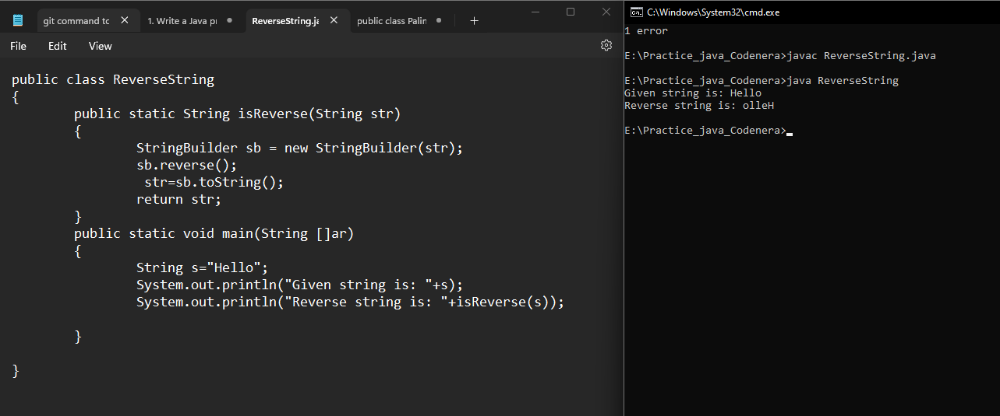 git command to
1. Write a Java pr
ReverseString.ja
public class Palin
File Edit View
public class ReverseString
{
public static String isReverse(String str)
{
StringBuilder sb = new StringBuilder(str);
sb.reverse();
str=sb.toString();
return str;
}
public static void main(String []ar)
{
String s="Hello";
System.out.println("Given string is: "+s);
System.out.println("Reverse string is: "+isReverse(s));
}
}
C:\Windows\System32\cmd.exe
1 error
E:\Practice_java_Codenera>javac ReverseString.java
E:\Practice_java_Codenera>java ReverseString
Given string is: Hello
Reverse string is: olleH
E:\Practice_java_Codenera>